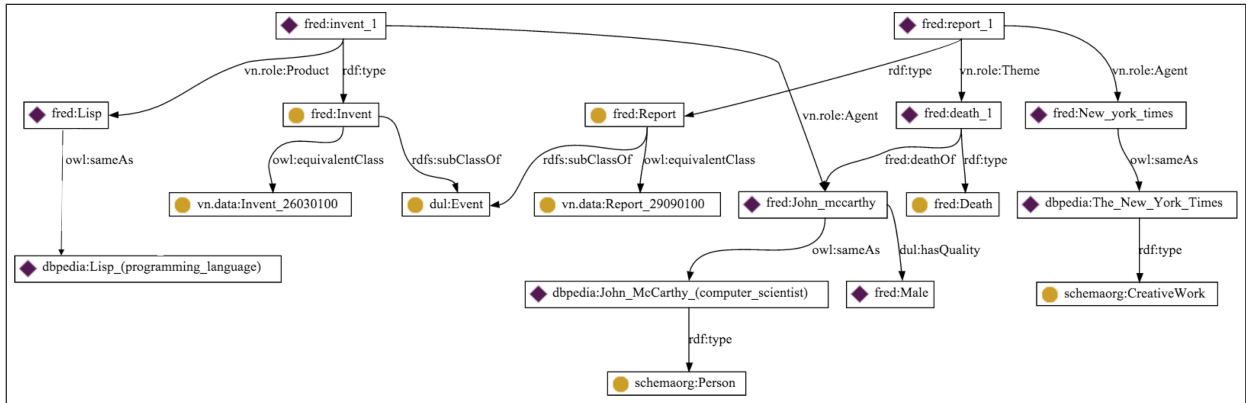 fred:invent_1
fred:report_1
vn.role:Product
rdf:type
rdf:type
vn.role:Theme
vn.role:Agent
fred:Lisp
fred:Invent
fred:Report
vn.role:Agent
fred:death_1
fred:New_york_times
owl:sameAs
owl:equivalentClass
rdfs:subClassOf
rdfs:subClassOf
owl:equivalentClass
fred:deathOf
rdf:type
owl:sameAs
vn.data:Invent_26030100
dul:Event
vn.data:Report_29090100
fred:John_mccarthy
fred:Death
dbpedia:The_New_York_Times
owl:sameAs
dul:hasQuality
rdf:type
dbpedia:Lisp_(programming_language)
dbpedia:John_McCarthy_(computer_scientist)
fred:Male
schemaorg:CreativeWork
rdf:type
schemaorg:Person